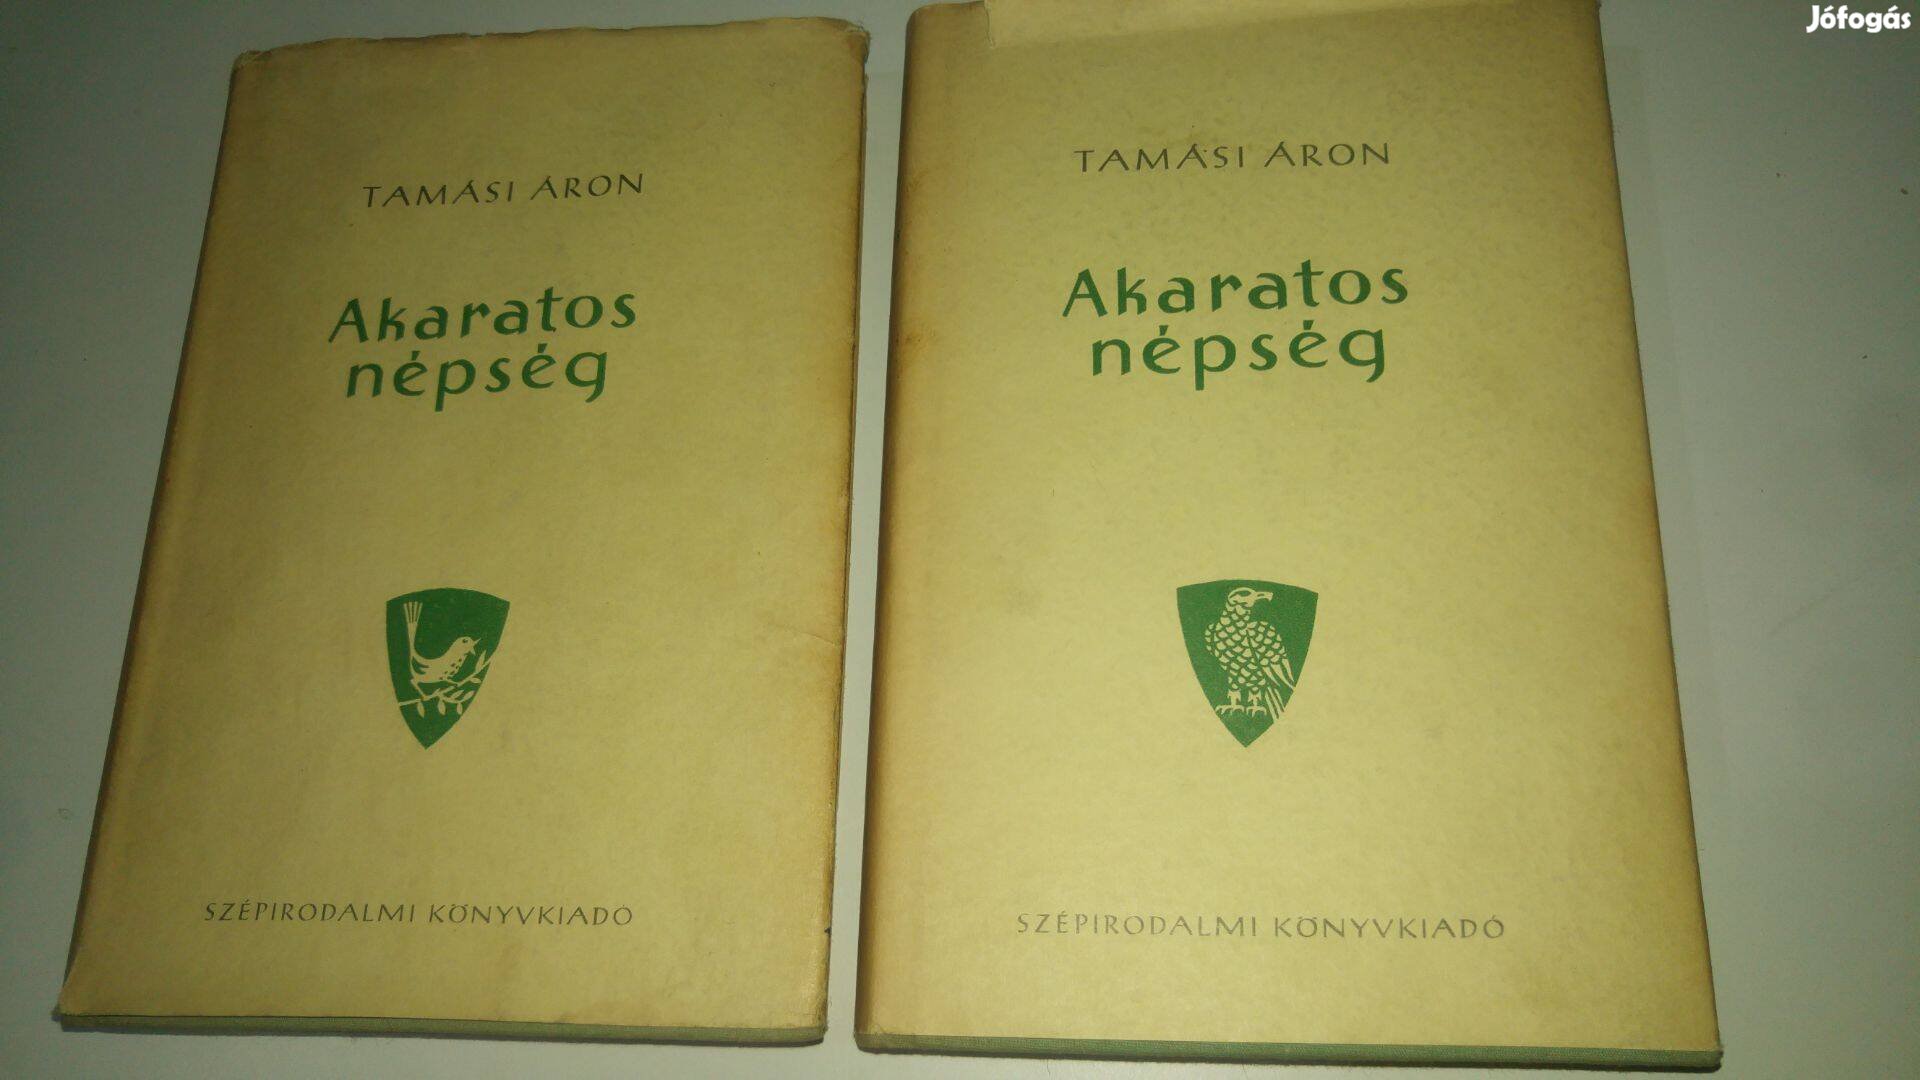 Jófogás
TAMÁSI ÁRON
Akaratos
népség
SZÉPIRODALMI KÖNYVKIADÓ
TAMÁSI ÁRON
Akaratos
népség
SZÉPIRODALMI KÖNYVKIADÓ